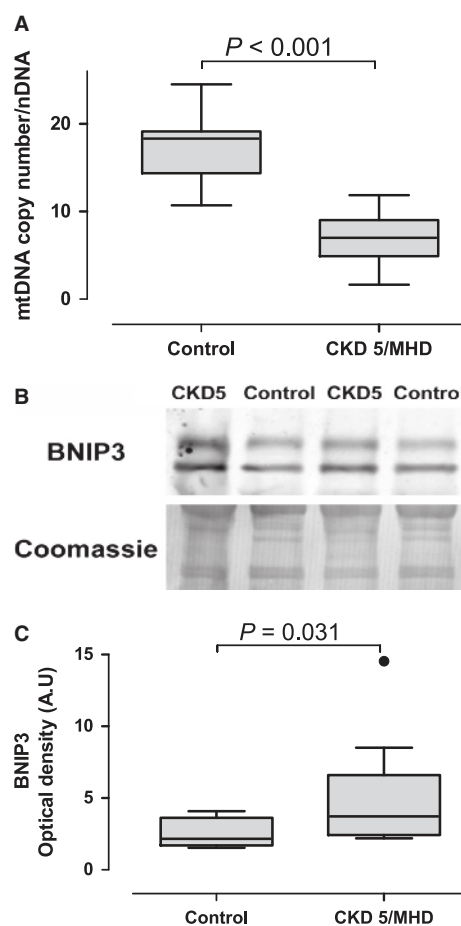 A
P < 0.001
mtDNA copy number/nDNA
20
10
0
Control CKD 5/MHD
B
CKD5 Control CKD5 Contro
BNIP3
Coomassie
C
P = 0.031
BNIP3
Optical density (A.U)
15
10
5
0
Control CKD 5/MHD